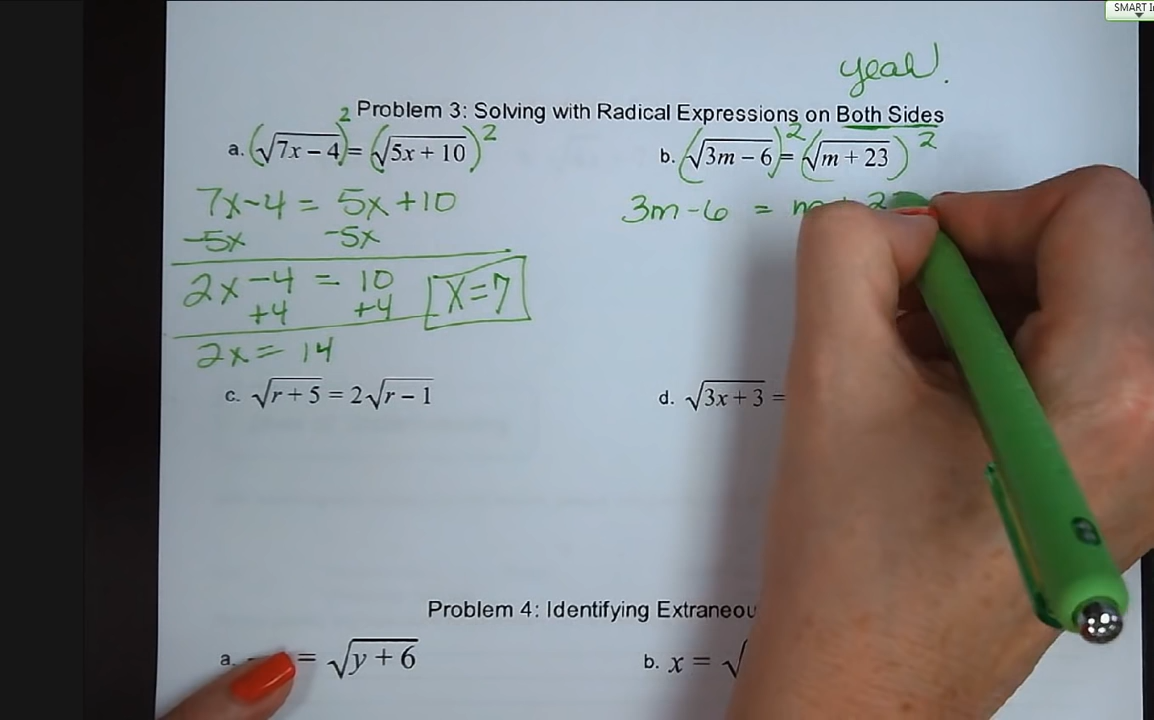 SMART
yeah!
Problem 3: Solving with Radical Expressions on Both Sides
a. (√7x − 4)² = (√5x + 10)²
b. (√3m − 6)² = (√m + 23)²
7x-4 = 5x+10
3m-6 = m + 2
-5x -5x
2x-4 = 10
+4 +4
x=7
2x = 14
c. √r + 5 = 2√r − 1
d. √3x + 3 =
Problem 4: Identifying
a. = √y + 6
b. x = √